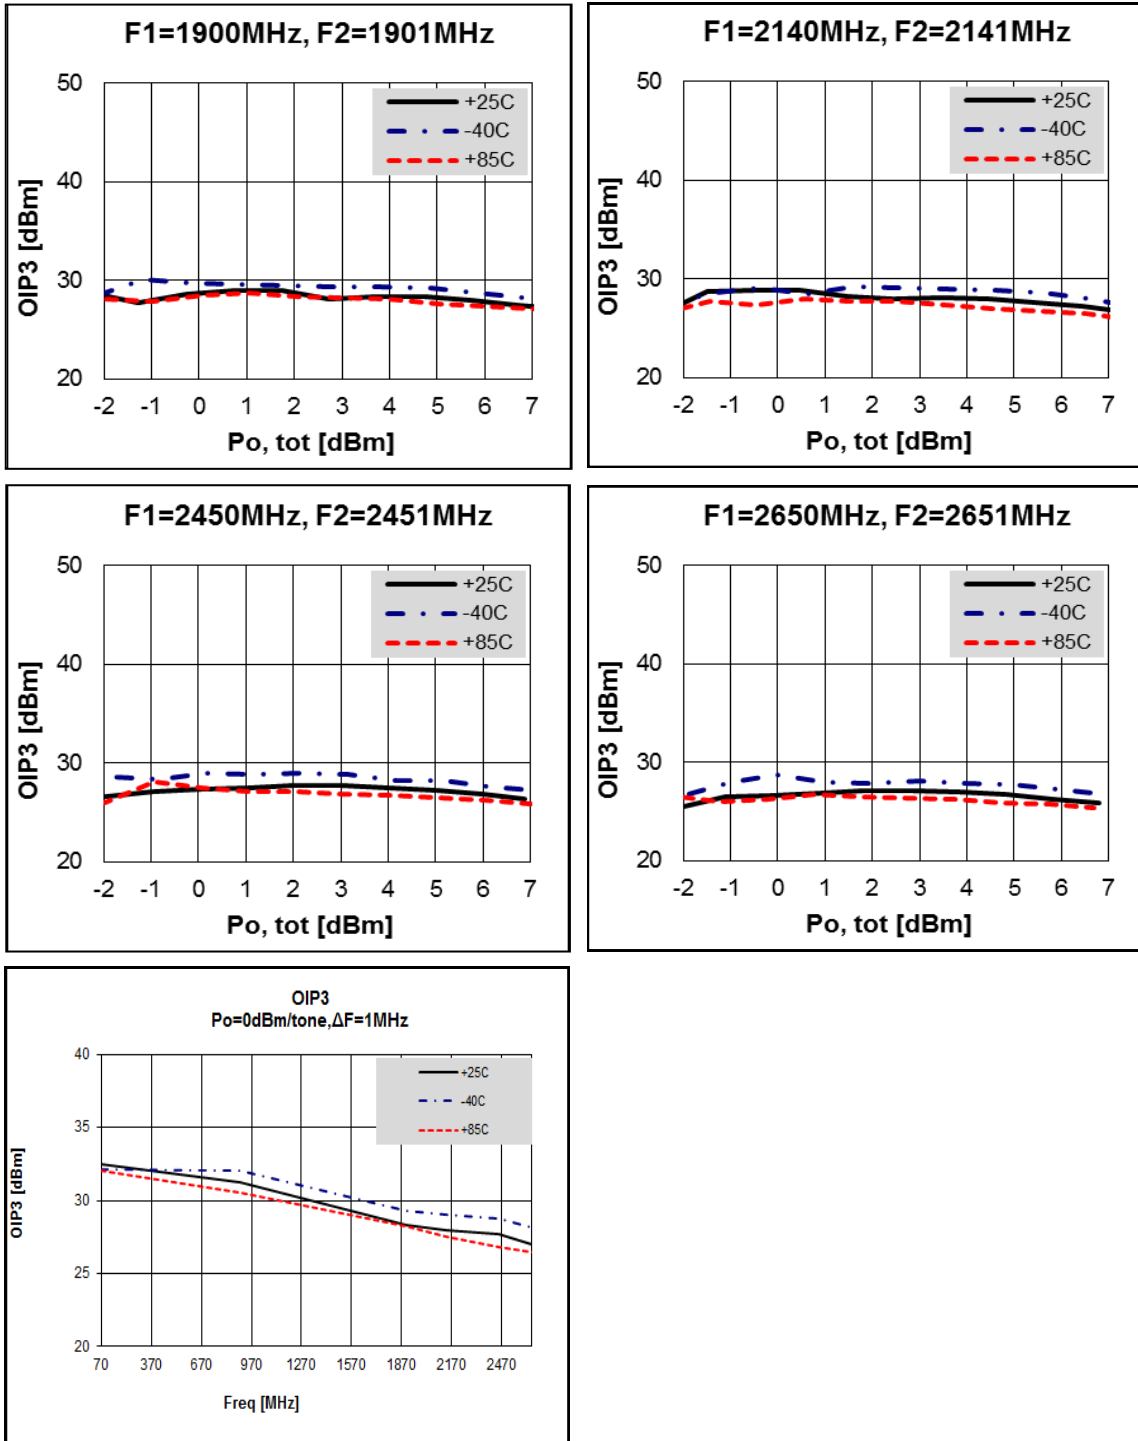 F1=1900MHz, F2=1901MHz
50
40
30
20
OIP3 [dBm]
+25C
-40C
+85C
-2 -1 0 1 2 3 4 5 6 7
Po, tot [dBm]
F1=2140MHz, F2=2141MHz
50
40
30
20
OIP3 [dBm]
+25C
-40C
+85C
-2 -1 0 1 2 3 4 5 6 7
Po, tot [dBm]
F1=2450MHz, F2=2451MHz
50
40
30
20
OIP3 [dBm]
+25C
-40C
+85C
-2 -1 0 1 2 3 4 5 6 7
Po, tot [dBm]
F1=2650MHz, F2=2651MHz
50
40
30
20
OIP3 [dBm]
+25C
-40C
+85C
-2 -1 0 1 2 3 4 5 6 7
Po, tot [dBm]
OIP3
Po=0dBm/tone,ΔF=1MHz
40
35
30
25
20
OIP3 [dBm]
+25C
-40C
+85C
70 370 670 970 1270 1570 1870 2170 2470
Freq [MHz]